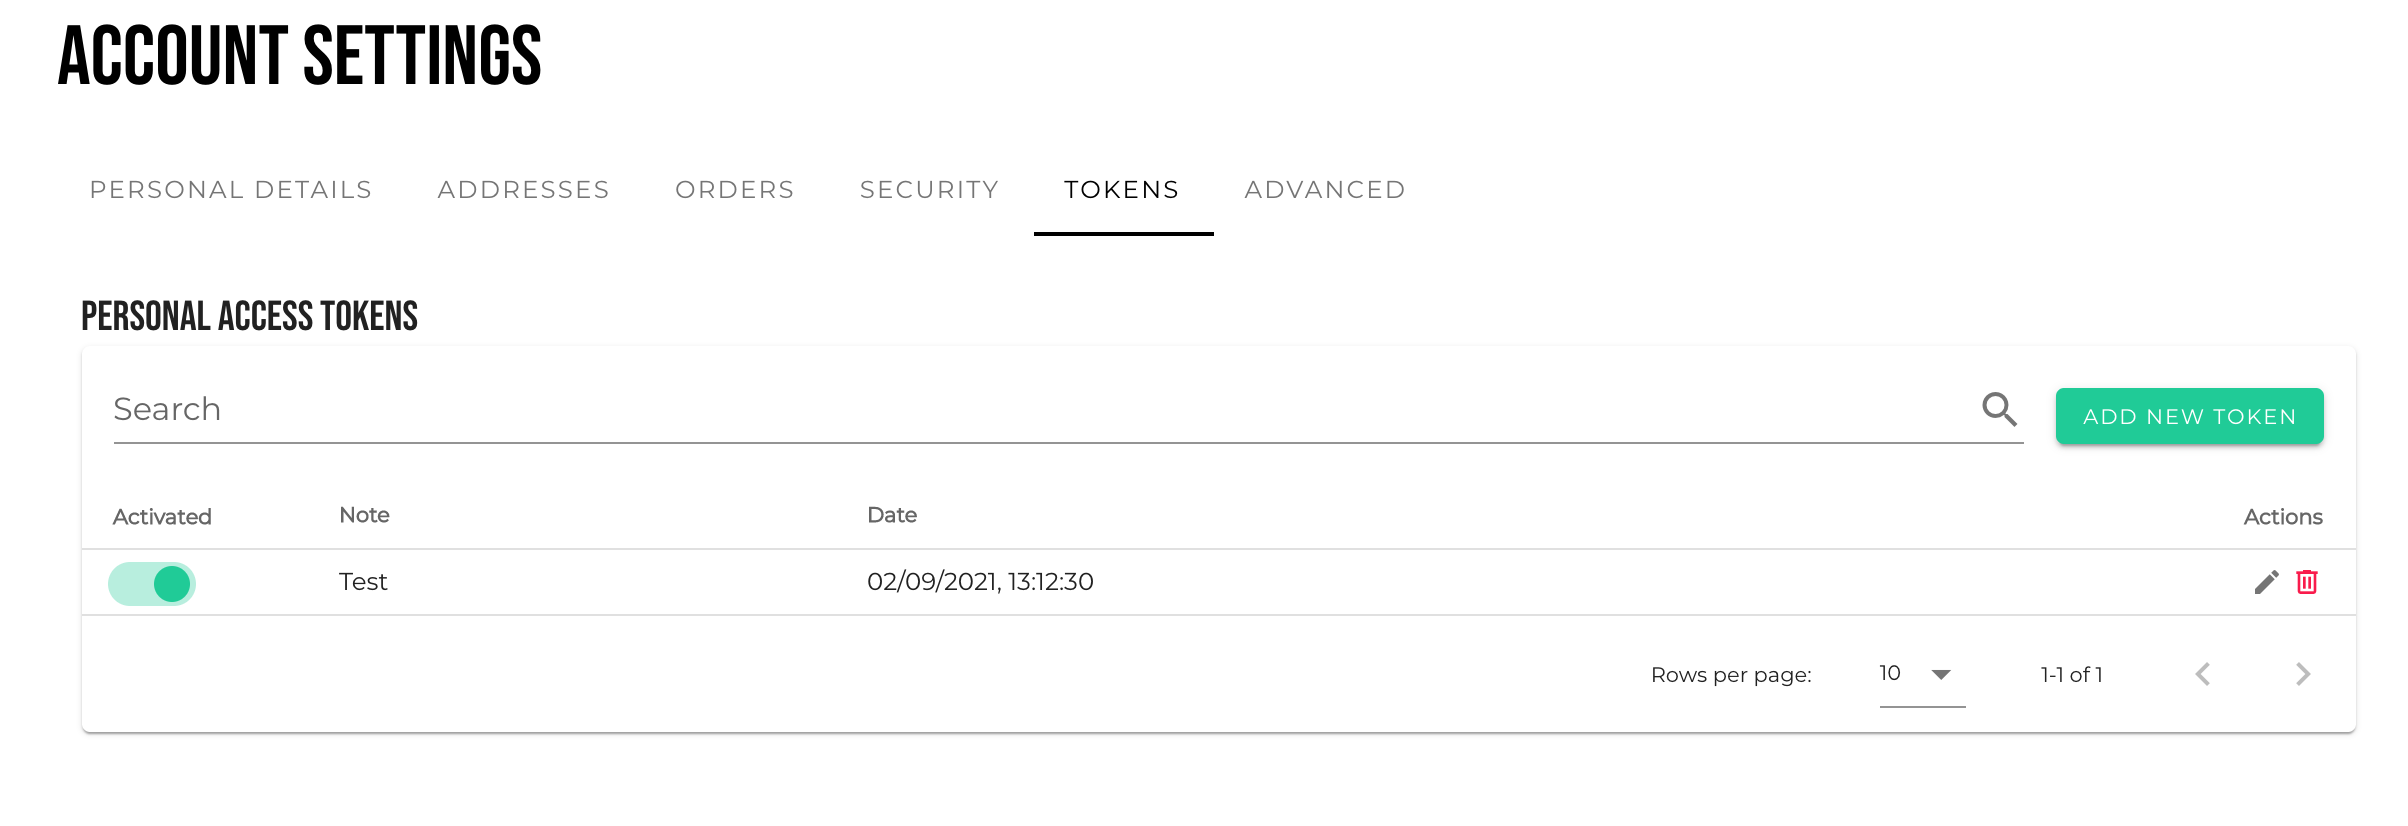 ACCOUNT SETTINGS
PERSONAL DETAILS ADDRESSES ORDERS SECURITY TOKENS ADVANCED
PERSONAL ACCESS TOKENS
Search ADD NEW TOKEN
Activated Note Date Actions
Test 02/09/2021, 13:12:30
Rows per page: 10 1-1 of 1